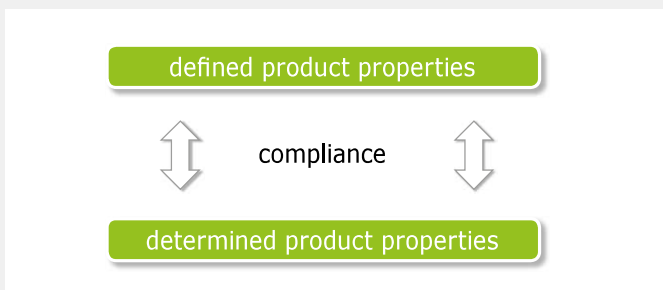 defined product properties
compliance
determined product properties